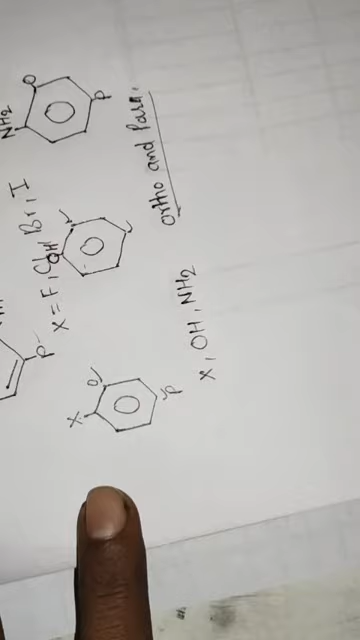 NH2
O
P
Ortho and Para.
OH
X = F, Cl, Br, I
P
X
O
P
X, OH, NH2